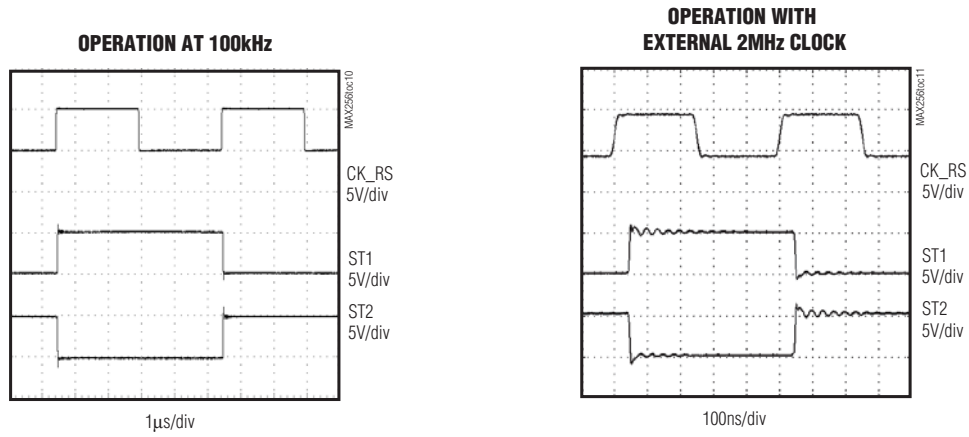 OPERATION AT 100kHz
MAX256toc10
CK_RS
5V/div
ST1
5V/div
ST2
5V/div
1µs/div
OPERATION WITH
EXTERNAL 2MHz CLOCK
MAX256toc11
CK_RS
5V/div
ST1
5V/div
ST2
5V/div
100ns/div